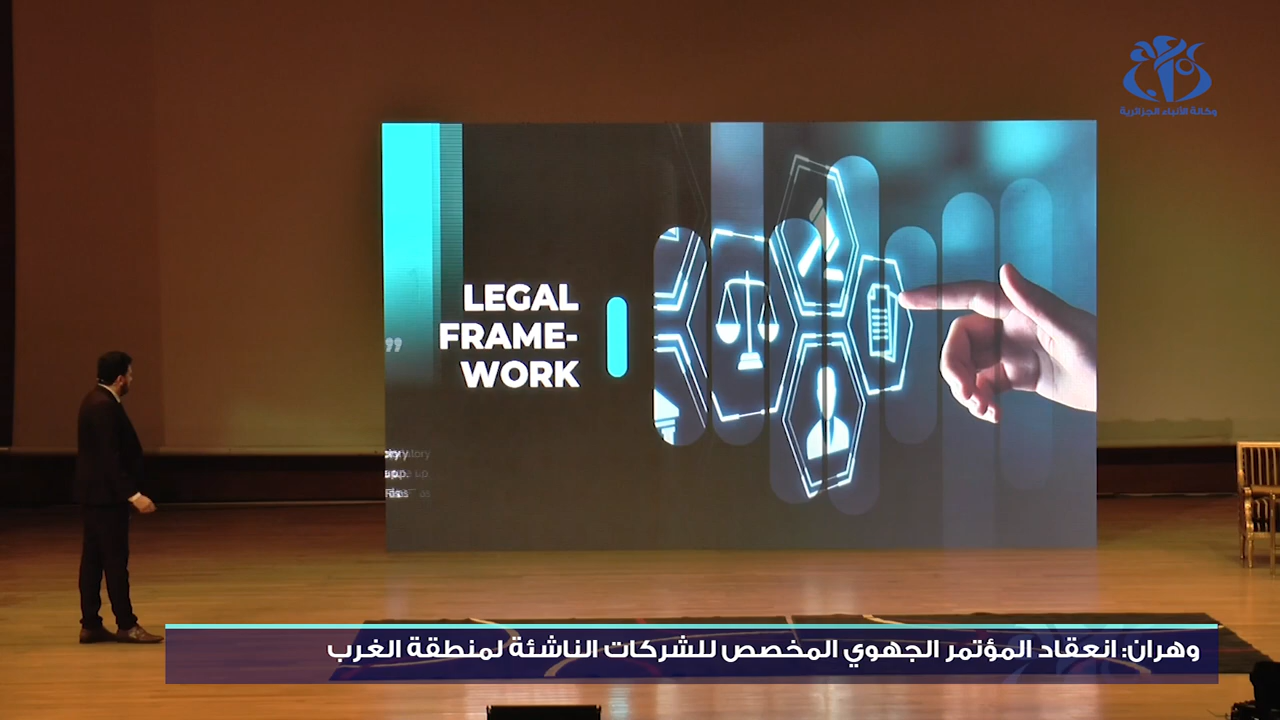 وكالة الأنباء الجزائرية
LEGAL
FRAME-
WORK
”
وهران: انعقاد المؤتمر الجهوي المخصص للشركات الناشئة لمنطقة الغرب